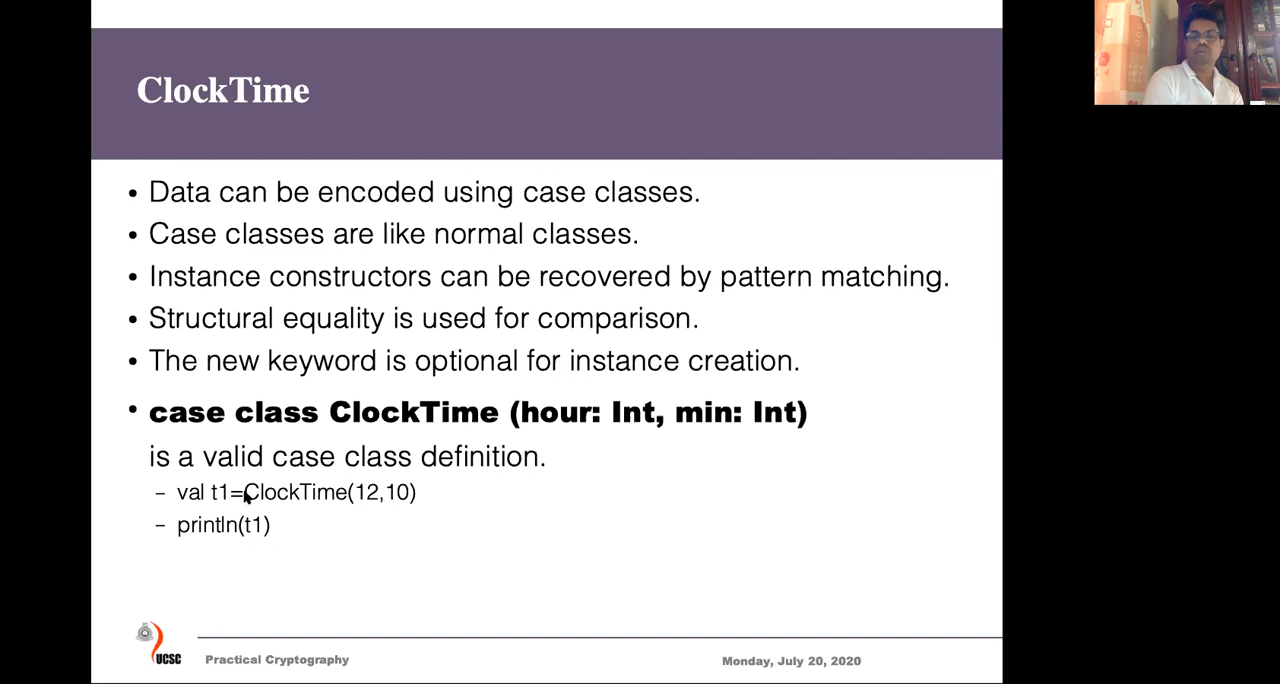 ClockTime
• Data can be encoded using case classes.
• Case classes are like normal classes.
• Instance constructors can be recovered by pattern matching.
• Structural equality is used for comparison.
• The new keyword is optional for instance creation.
• case class ClockTime (hour: Int, min: Int)
is a valid case class definition.
– val t1=ClockTime(12,10)
– println(t1)
UCSC
Practical Cryptography
Monday, July 20, 2020